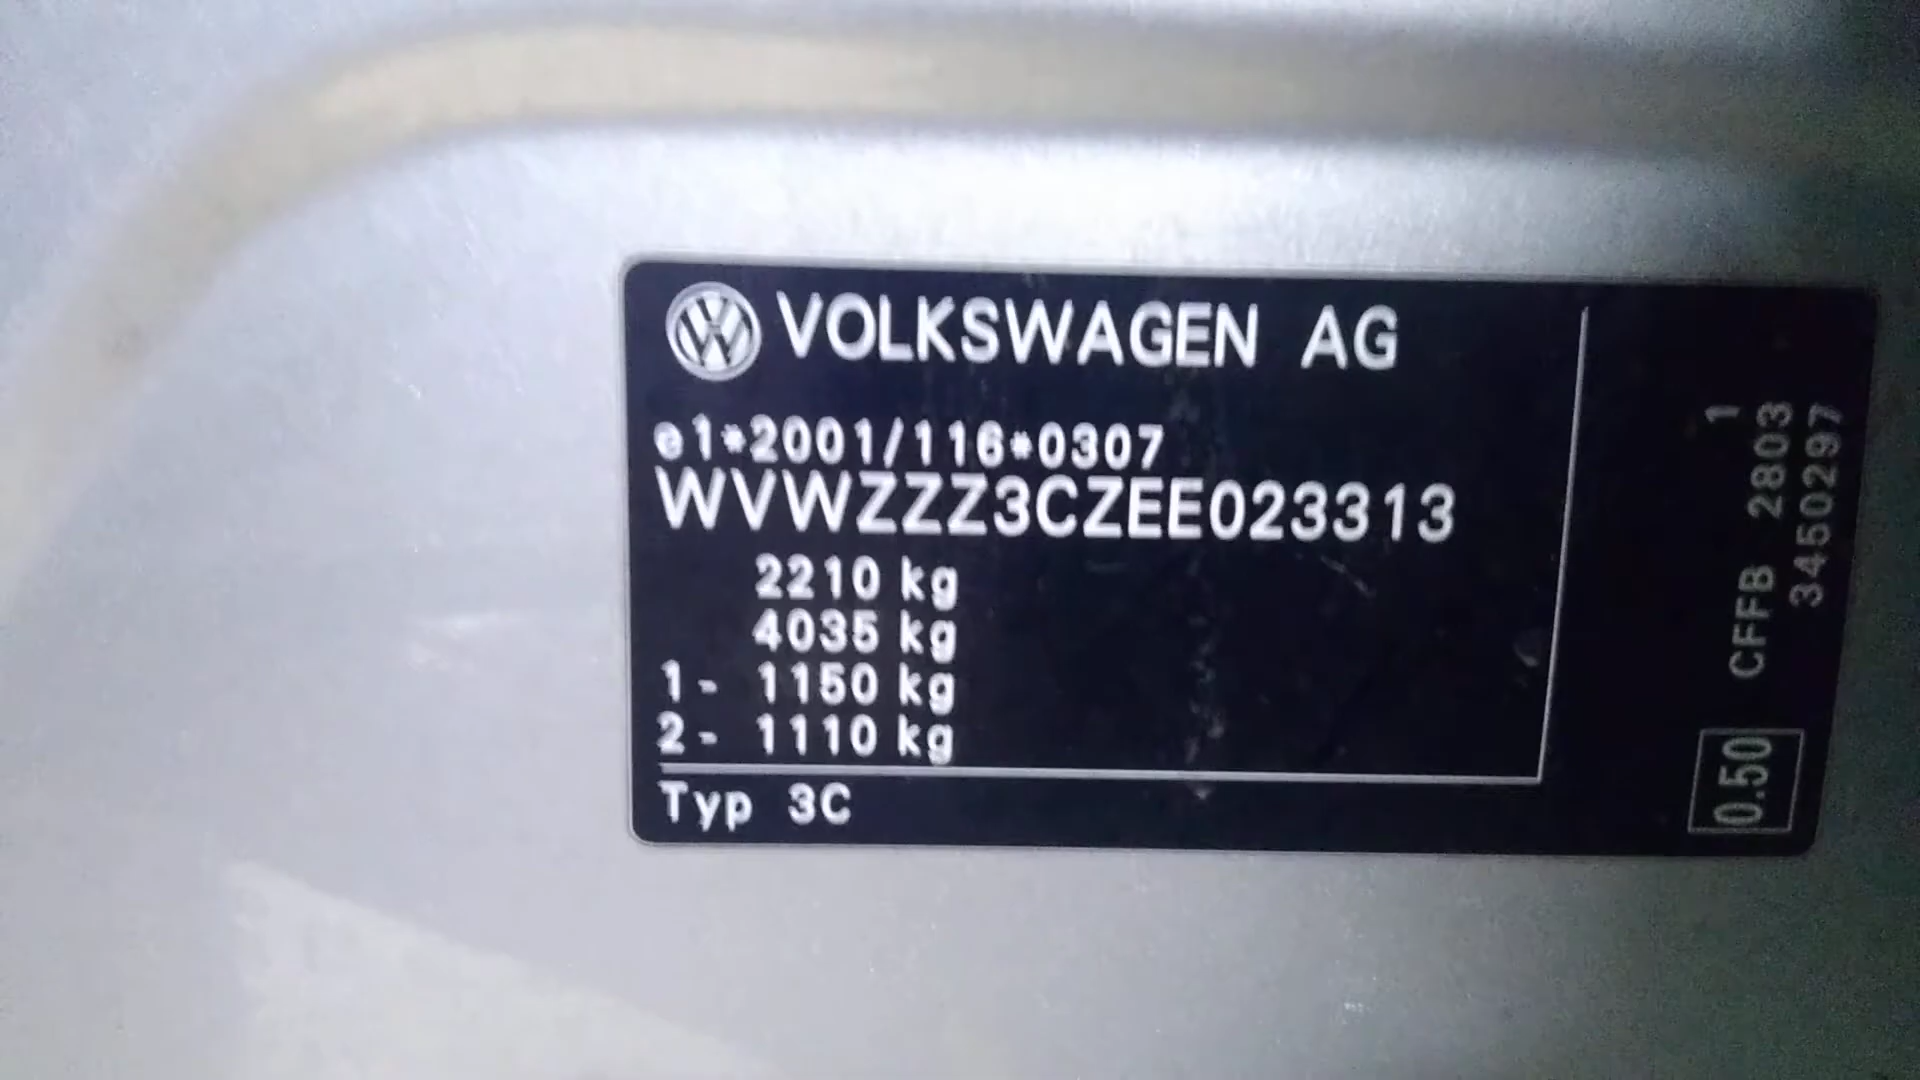 VOLKSWAGEN AG
e1*2001/116*0307
WVWZZZ3CZEE023313
2210 kg
4035 kg
1- 1150 kg
2- 1110 kg
Typ 3C
1
CFFB 2803
3450297
0.50